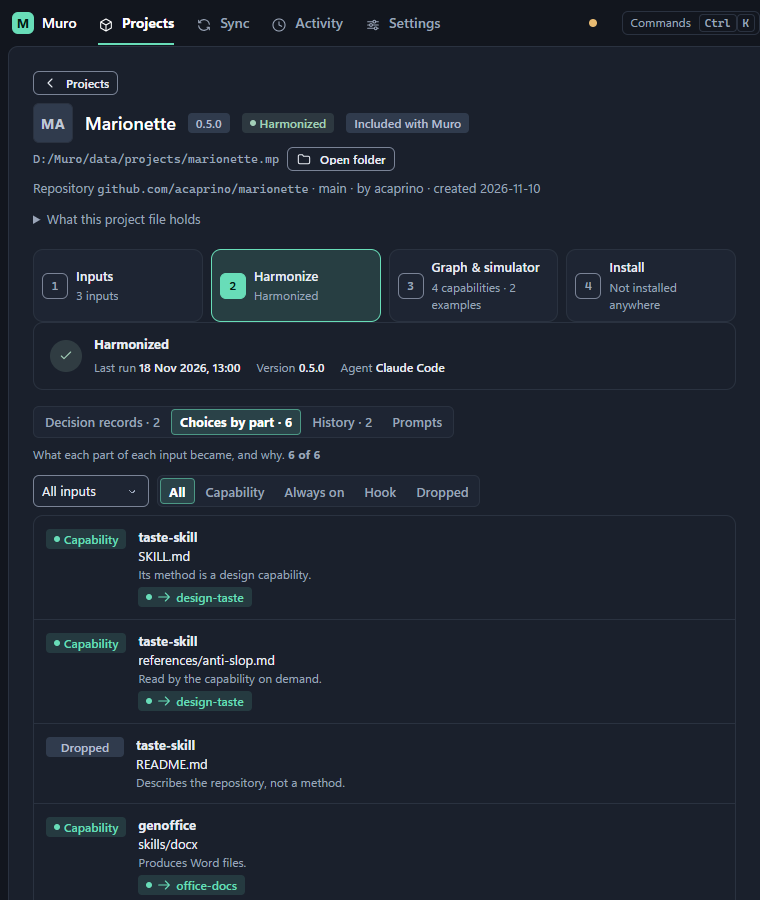 M Muro Projects Sync Activity Settings Commands Ctrl K
Projects
MA Marionette 0.5.0 Harmonized Included with Muro
D:/Muro/data/projects/marionette.mp Open folder
Repository github.com/acaprino/marionette · main · by acaprino · created 2026-11-10
What this project file holds
1 Inputs
3 inputs
2 Harmonize
Harmonized
3 Graph & simulator
4 capabilities · 2
examples
4 Install
Not installed
anywhere
Harmonized
Last run 18 Nov 2026, 13:00 Version 0.5.0 Agent Claude Code
Decision records · 2 Choices by part · 6 History · 2 Prompts
What each part of each input became, and why. 6 of 6
All inputs All Capability Always on Hook Dropped
Capability taste-skill
SKILL.md
Its method is a design capability.
→ design-taste
Capability taste-skill
references/anti-slop.md
Read by the capability on demand.
→ design-taste
Dropped taste-skill
README.md
Describes the repository, not a method.
Capability genoffice
skills/docx
Produces Word files.
→ office-docs